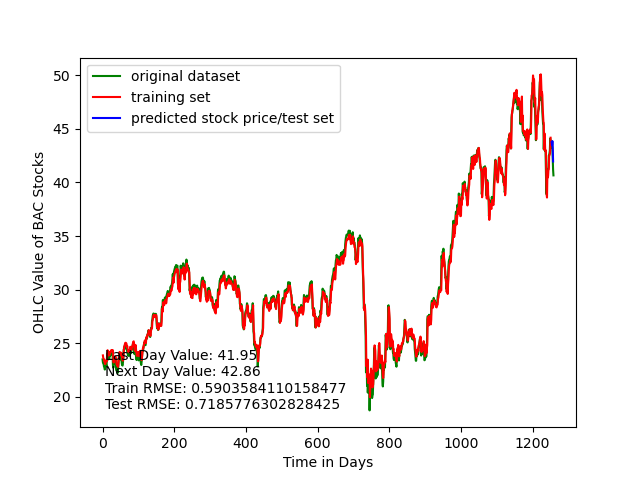 50
45
40
35
30
25
20
OHLC Value of BAC Stocks
original dataset
training set
predicted stock price/test set
Last Day Value: 41.95
Next Day Value: 42.86
Train RMSE: 0.5903584110158477
Test RMSE: 0.7185776302828425
0 200 400 600 800 1000 1200
Time in Days